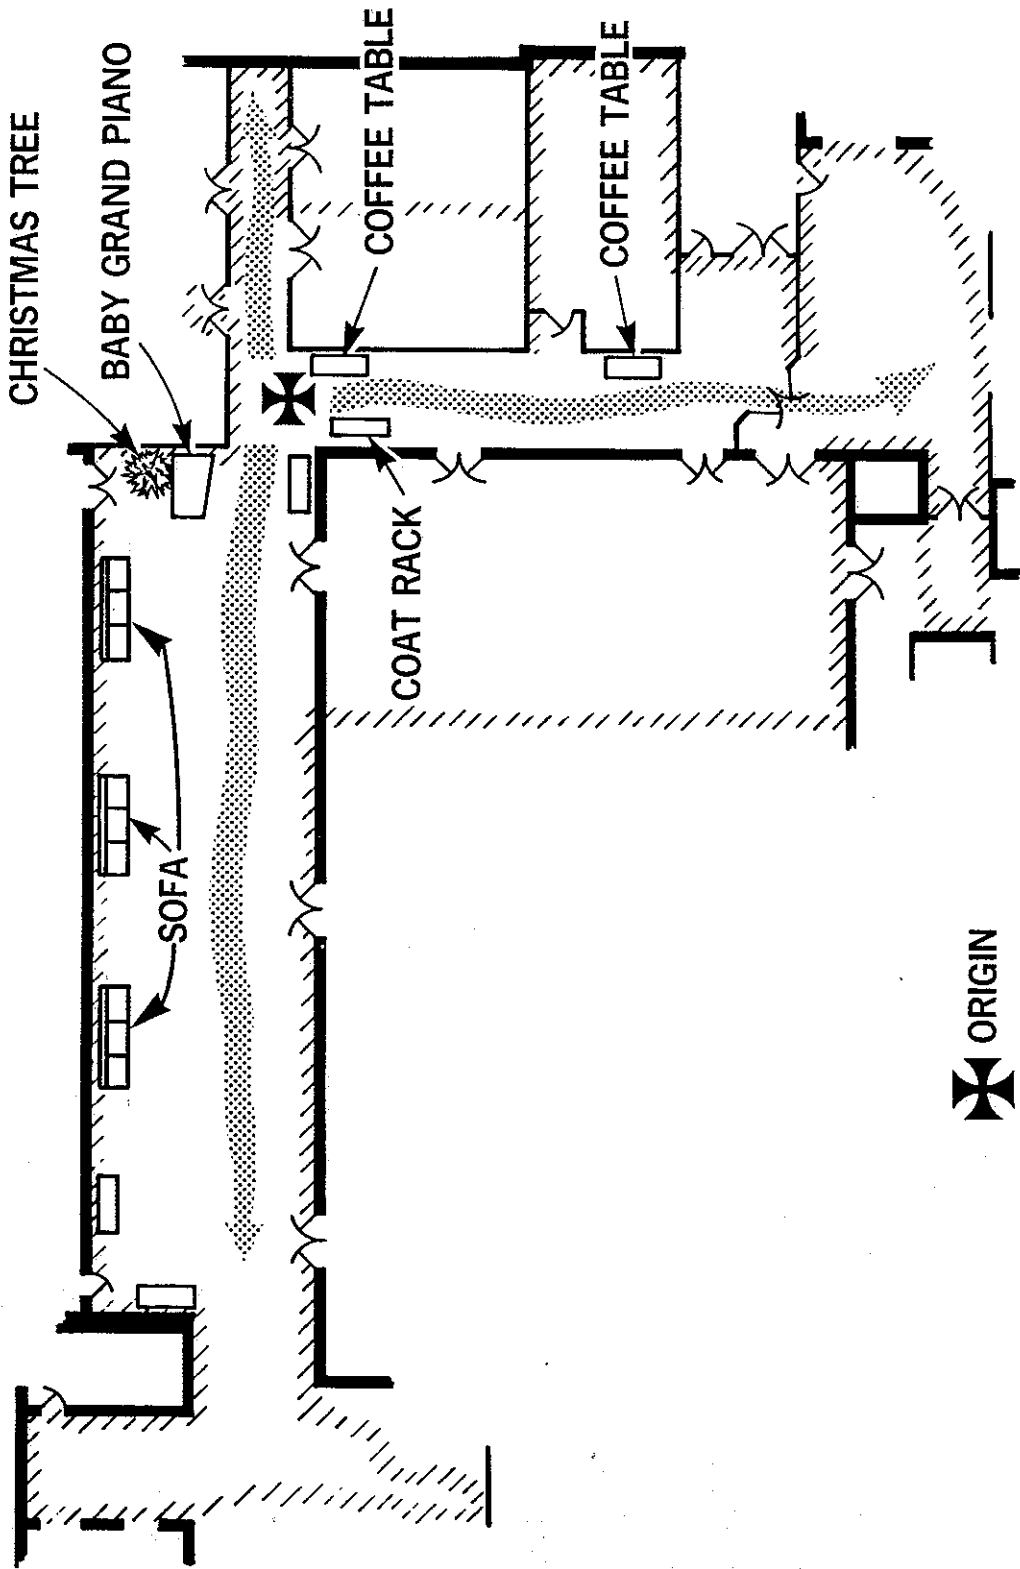 CHRISTMAS TREE
BABY GRAND PIANO
COFFEE TABLE
COFFEE TABLE
COAT RACK
SOFA
ORIGIN